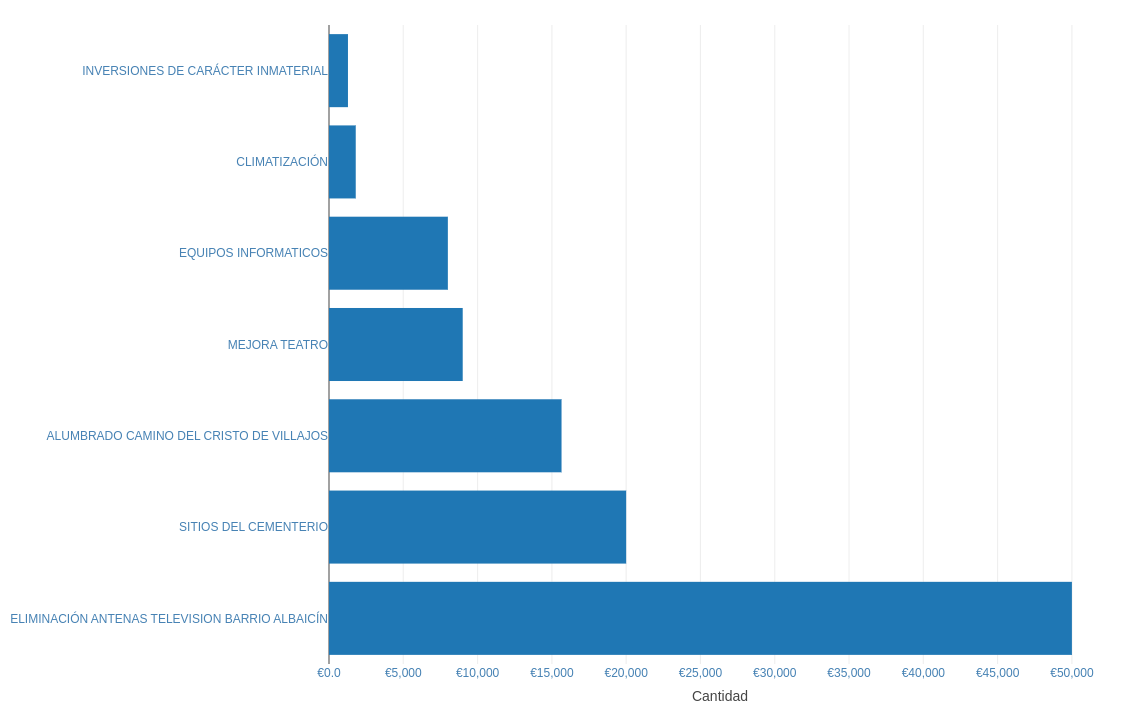 INVERSIONES DE CARÁCTER INMATERIAL
CLIMATIZACIÓN
EQUIPOS INFORMATICOS
MEJORA TEATRO
ALUMBRADO CAMINO DEL CRISTO DE VILLAJOS
SITIOS DEL CEMENTERIO
ELIMINACIÓN ANTENAS TELEVISION BARRIO ALBAICÍN
€0.0 €5,000 €10,000 €15,000 €20,000 €25,000 €30,000 €35,000 €40,000 €45,000 €50,000
Cantidad